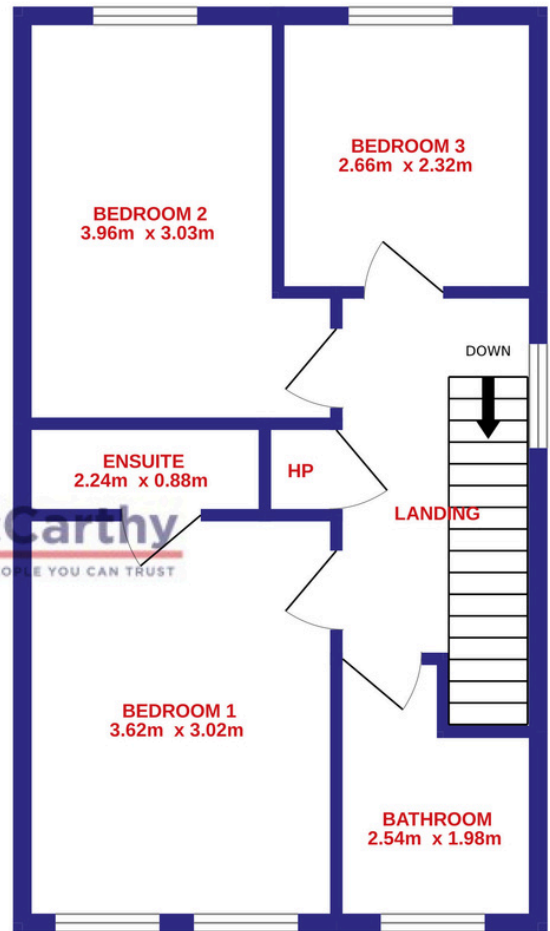 BEDROOM 3
2.66m x 2.32m
BEDROOM 2
3.96m x 3.03m
DOWN
ENSUITE
2.24m x 0.88m
HP
LANDING
Carthy
YOU CAN TRUST
BEDROOM 1
3.62m x 3.02m
BATHROOM
2.54m x 1.98m